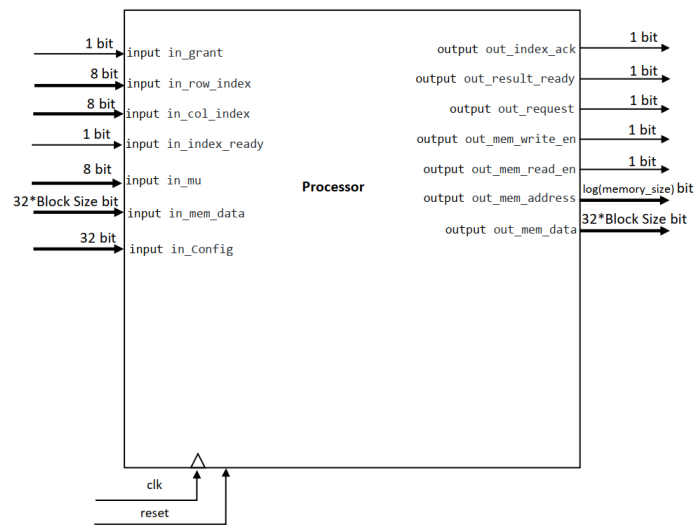 1 bit
input in_grant
8 bit
input in_row_index
8 bit
input in_col_index
1 bit
input in_index_ready
8 bit
input in_mu
32*Block Size bit
input in_mem_data
32 bit
input in_Config
Processor
1 bit
output out_index_ack
1 bit
output out_result_ready
1 bit
output out_request
1 bit
output out_mem_write_en
1 bit
output out_mem_read_en
log(memory_size) bit
output out_mem_address
32*Block Size bit
output out_mem_data
clk
reset